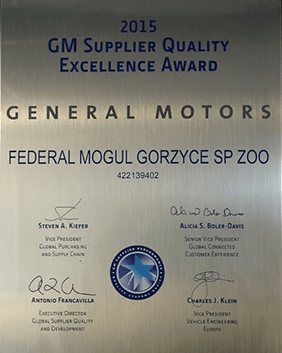 2015
GM Supplier Quality
Excellence Award
GENERAL MOTORS
FEDERAL MOGUL GORZYCE SP ZOO
422139402
Steven A. Kiefer
Vice President
Global Purchasing
and Supply Chain
Alicia S. Boler-Davis
Senior Vice President
Global Connected
Customer Experience
Antonio Francavilla
Executive Director
Global Supplier Quality
and Development
Charles J. Klein
Vice President
Vehicle Engineering
Europe